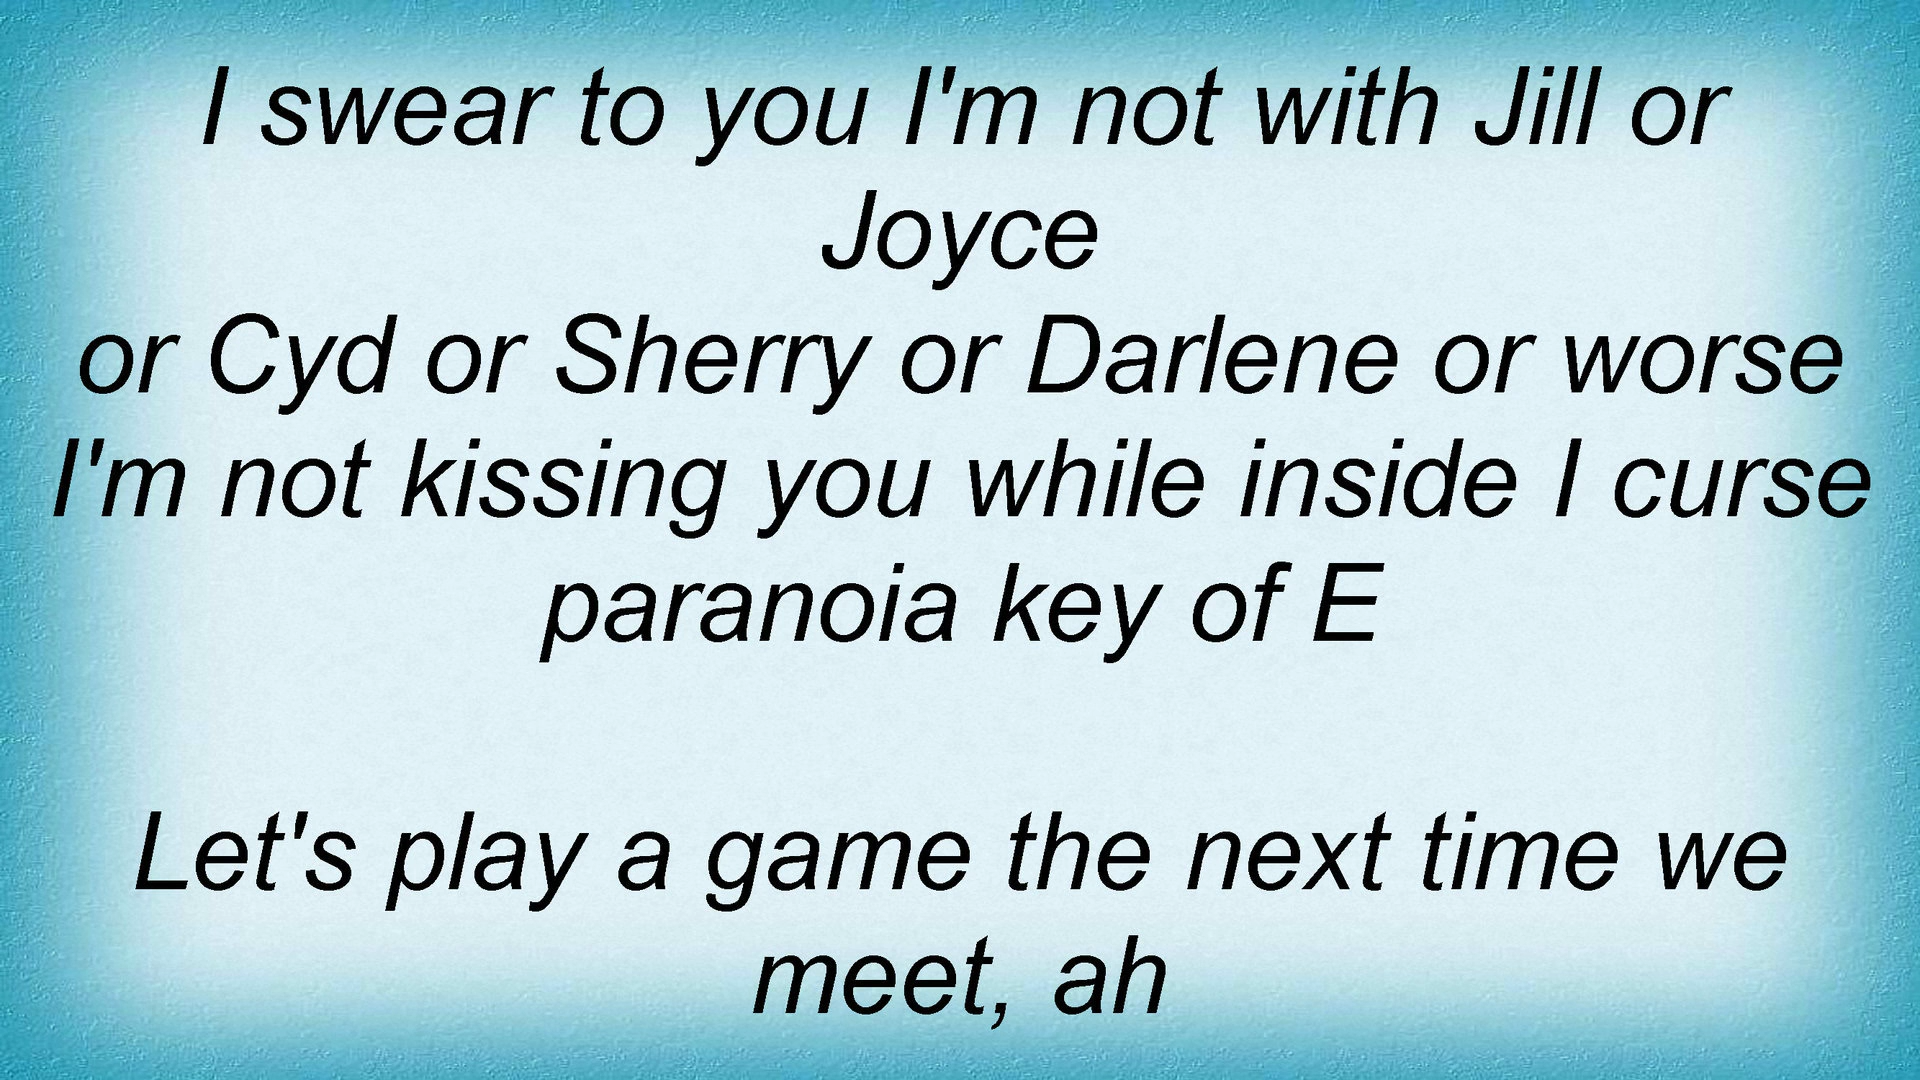 I swear to you I'm not with Jill or
Joyce
or Cyd or Sherry or Darlene or worse
I'm not kissing you while inside I curse
paranoia key of E
Let's play a game the next time we
meet, ah